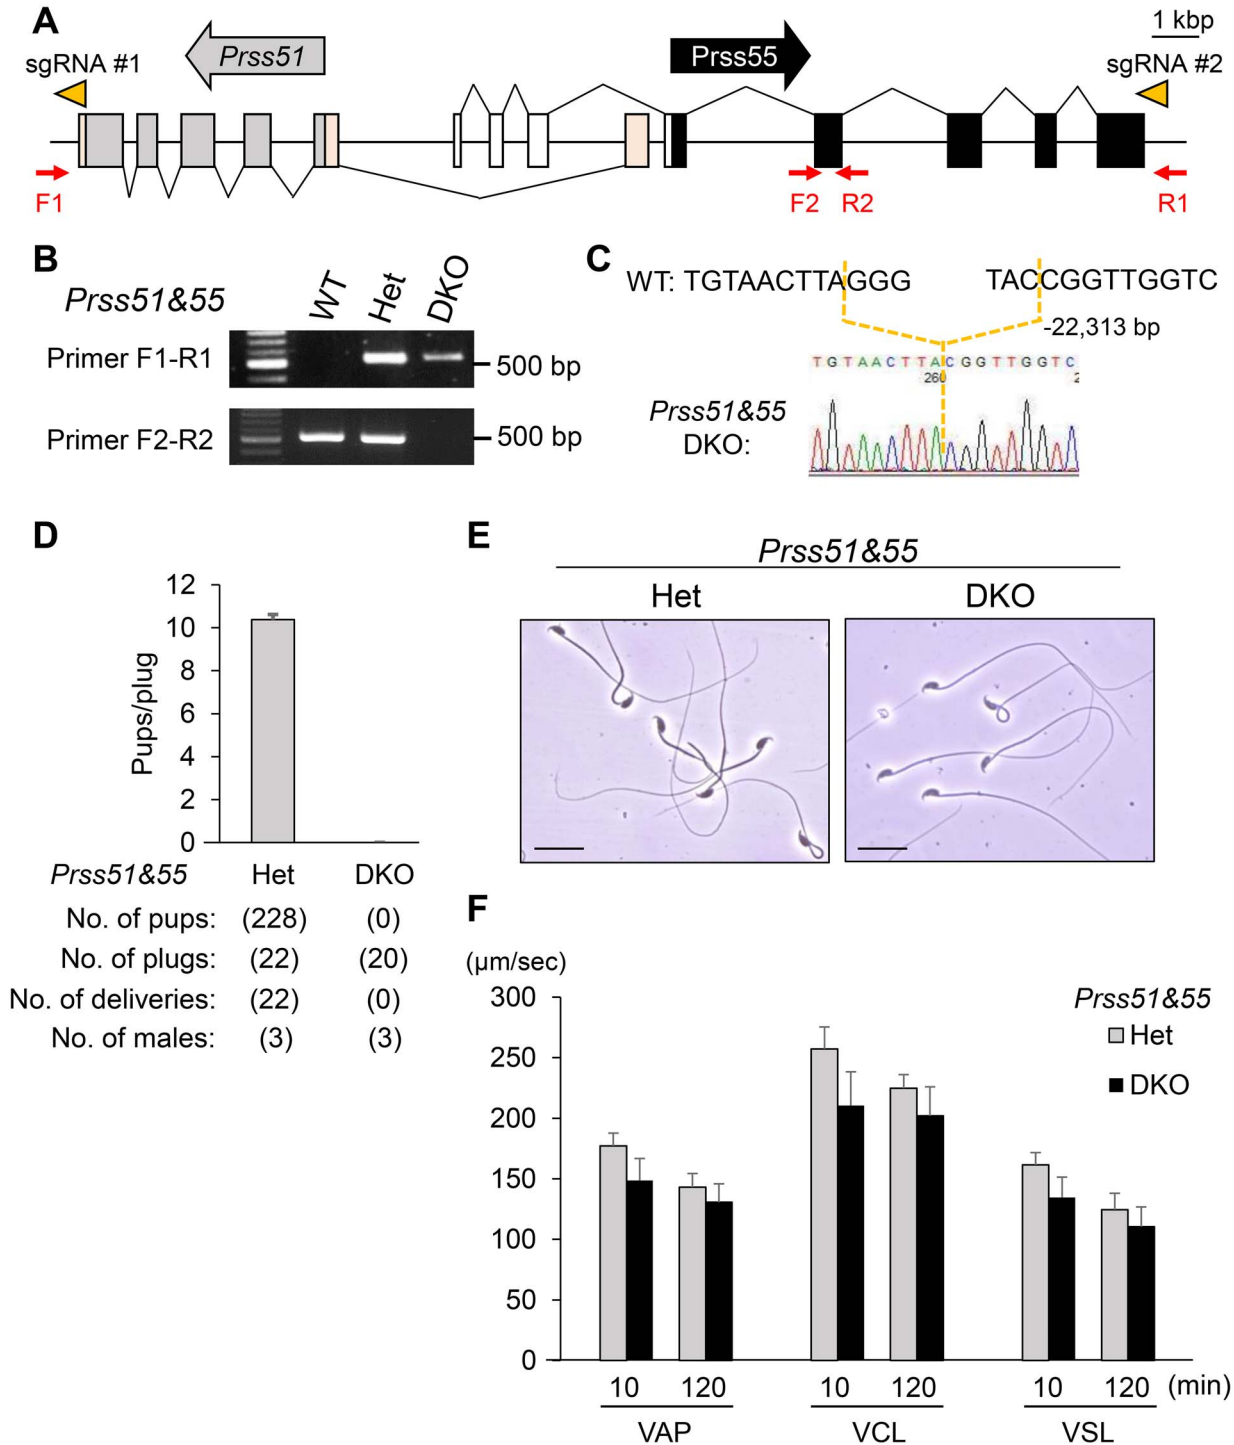 A
1 kbp
Prss51
Prss55
sgRNA #1
sgRNA #2
F1
F2
R2
R1
B
Prss51&55
WT
Het
DKO
Primer F1-R1
500 bp
Primer F2-R2
500 bp
C
WT: TGTAACTTAGGG TACCGGTTGGTC
-22,313 bp
TGTAACTTACGGTTGGTC
260
2
Prss51&55
DKO:
D
Pups/plug
12
10
8
6
4
2
0
Prss51&55 Het DKO
No. of pups: (228) (0)
No. of plugs: (22) (20)
No. of deliveries: (22) (0)
No. of males: (3) (3)
E
Prss51&55
Het
DKO
F
(µm/sec)
300
250
200
150
100
50
0
Prss51&55
Het
DKO
10 120 10 120 10 120 (min)
VAP VCL VSL